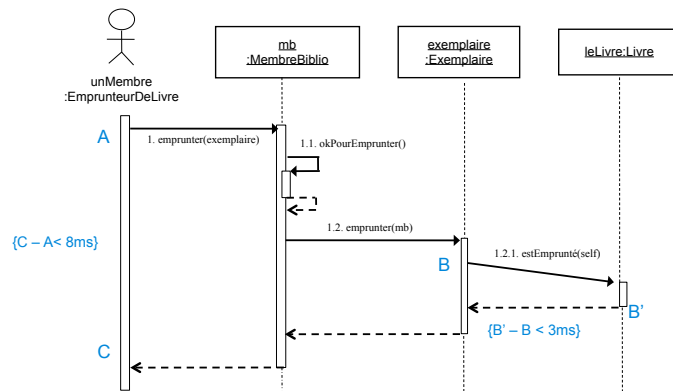 mb
:MembreBiblio
exemplaire
:Exemplaire
leLivre:Livre
unMembre
:EmprunteurDeLivre
A
1. emprunter(exemplaire)
1.1. okPourEmprunter()
1.2. emprunter(mb)
{C – A< 8ms}
B
1.2.1. estEmprunté(self)
B’
{B’ – B < 3ms}
C